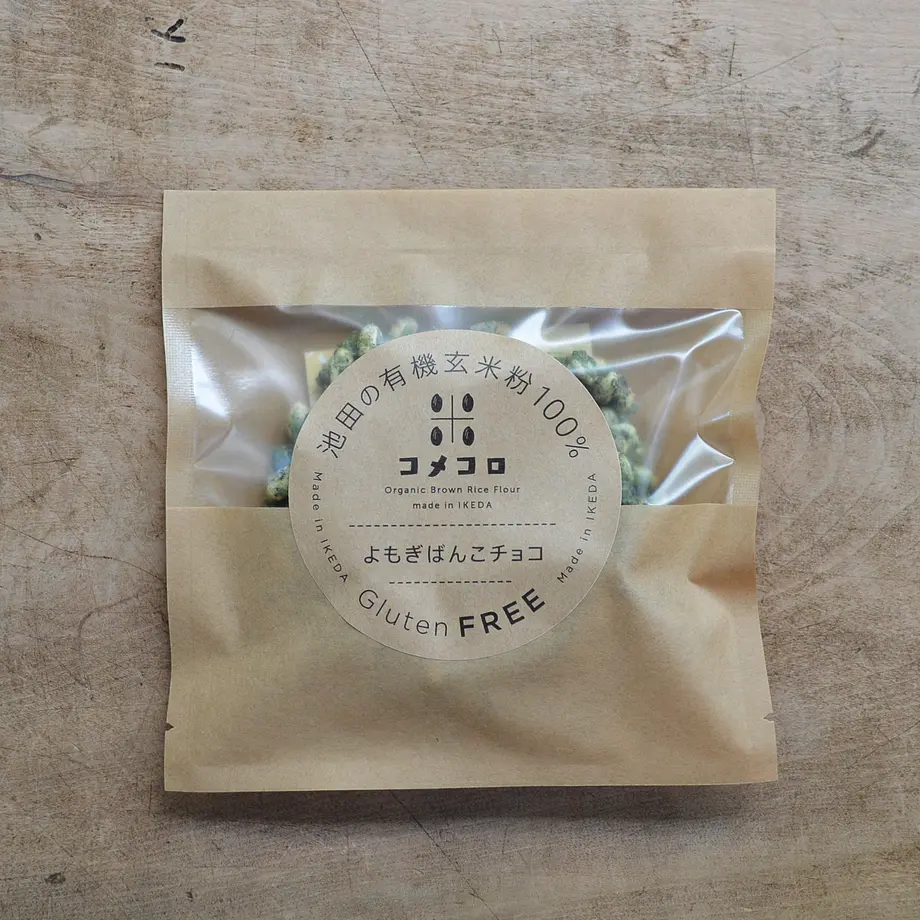 池田の有機玄米粉100%
コメコロ
Organic Brown Rice Flour
made in IKEDA
Made in IKEDA
Made in IKEDA
よもぎばんこチョコ
Gluten FREE